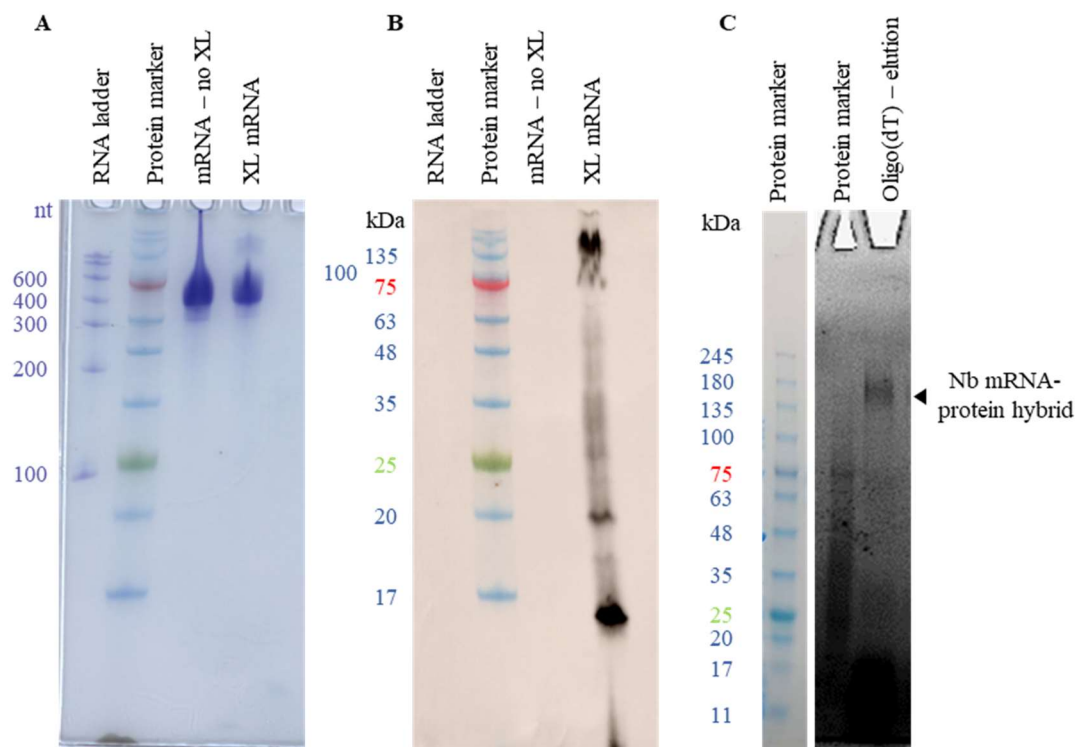 A
RNA ladder
Protein marker
mRNA – no XL
XL mRNA
nt
600
400
300
200
100
B
RNA ladder
Protein marker
mRNA – no XL
XL mRNA
kDa
135
100
75
63
48
35
25
20
17
C
Protein marker
Protein marker
Oligo(dT) – elution
kDa
245
180
135
100
75
63
48
35
25
20
17
11
Nb mRNA-
protein hybrid